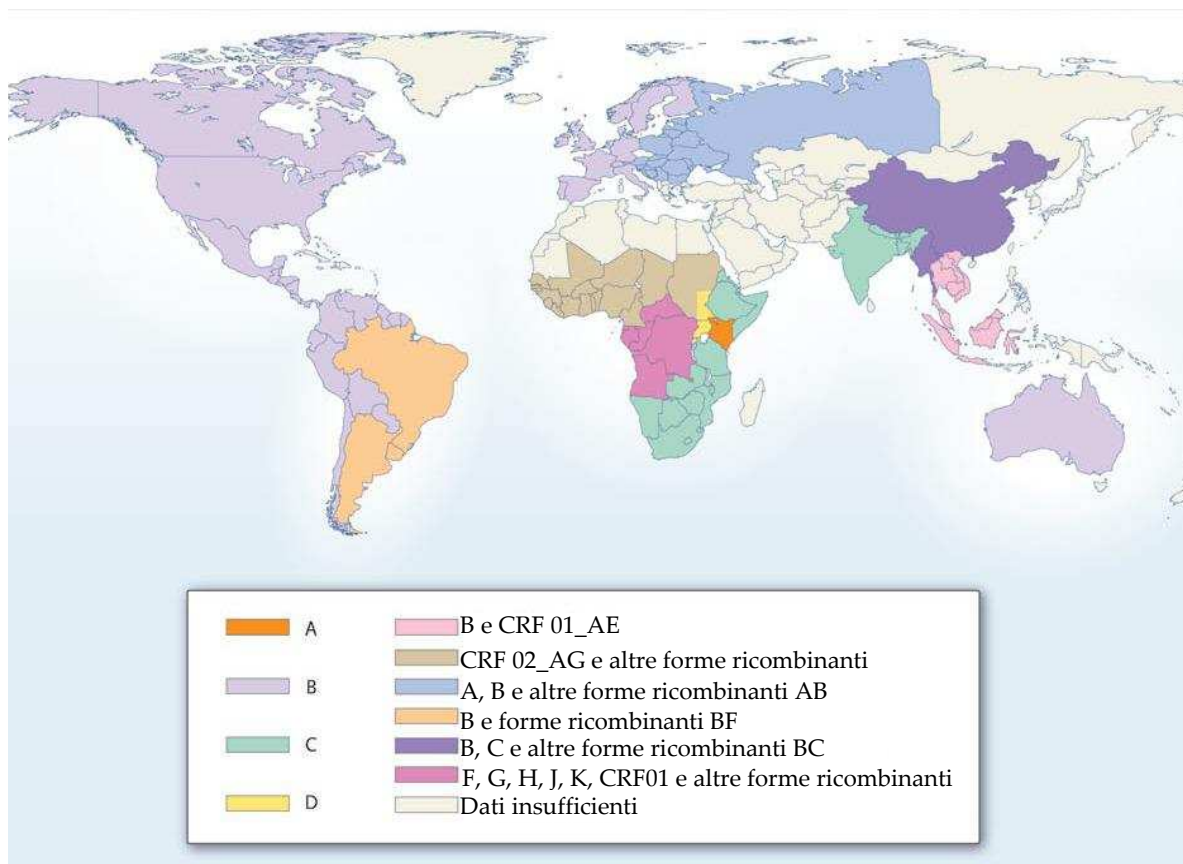 A
B
C
D
B e CRF 01_AE
CRF 02_AG e altre forme ricombinanti
A, B e altre forme ricombinanti AB
B e forme ricombinanti BF
B, C e altre forme ricombinanti BC
F, G, H, J, K, CRF01 e altre forme ricombinanti
Dati insufficienti